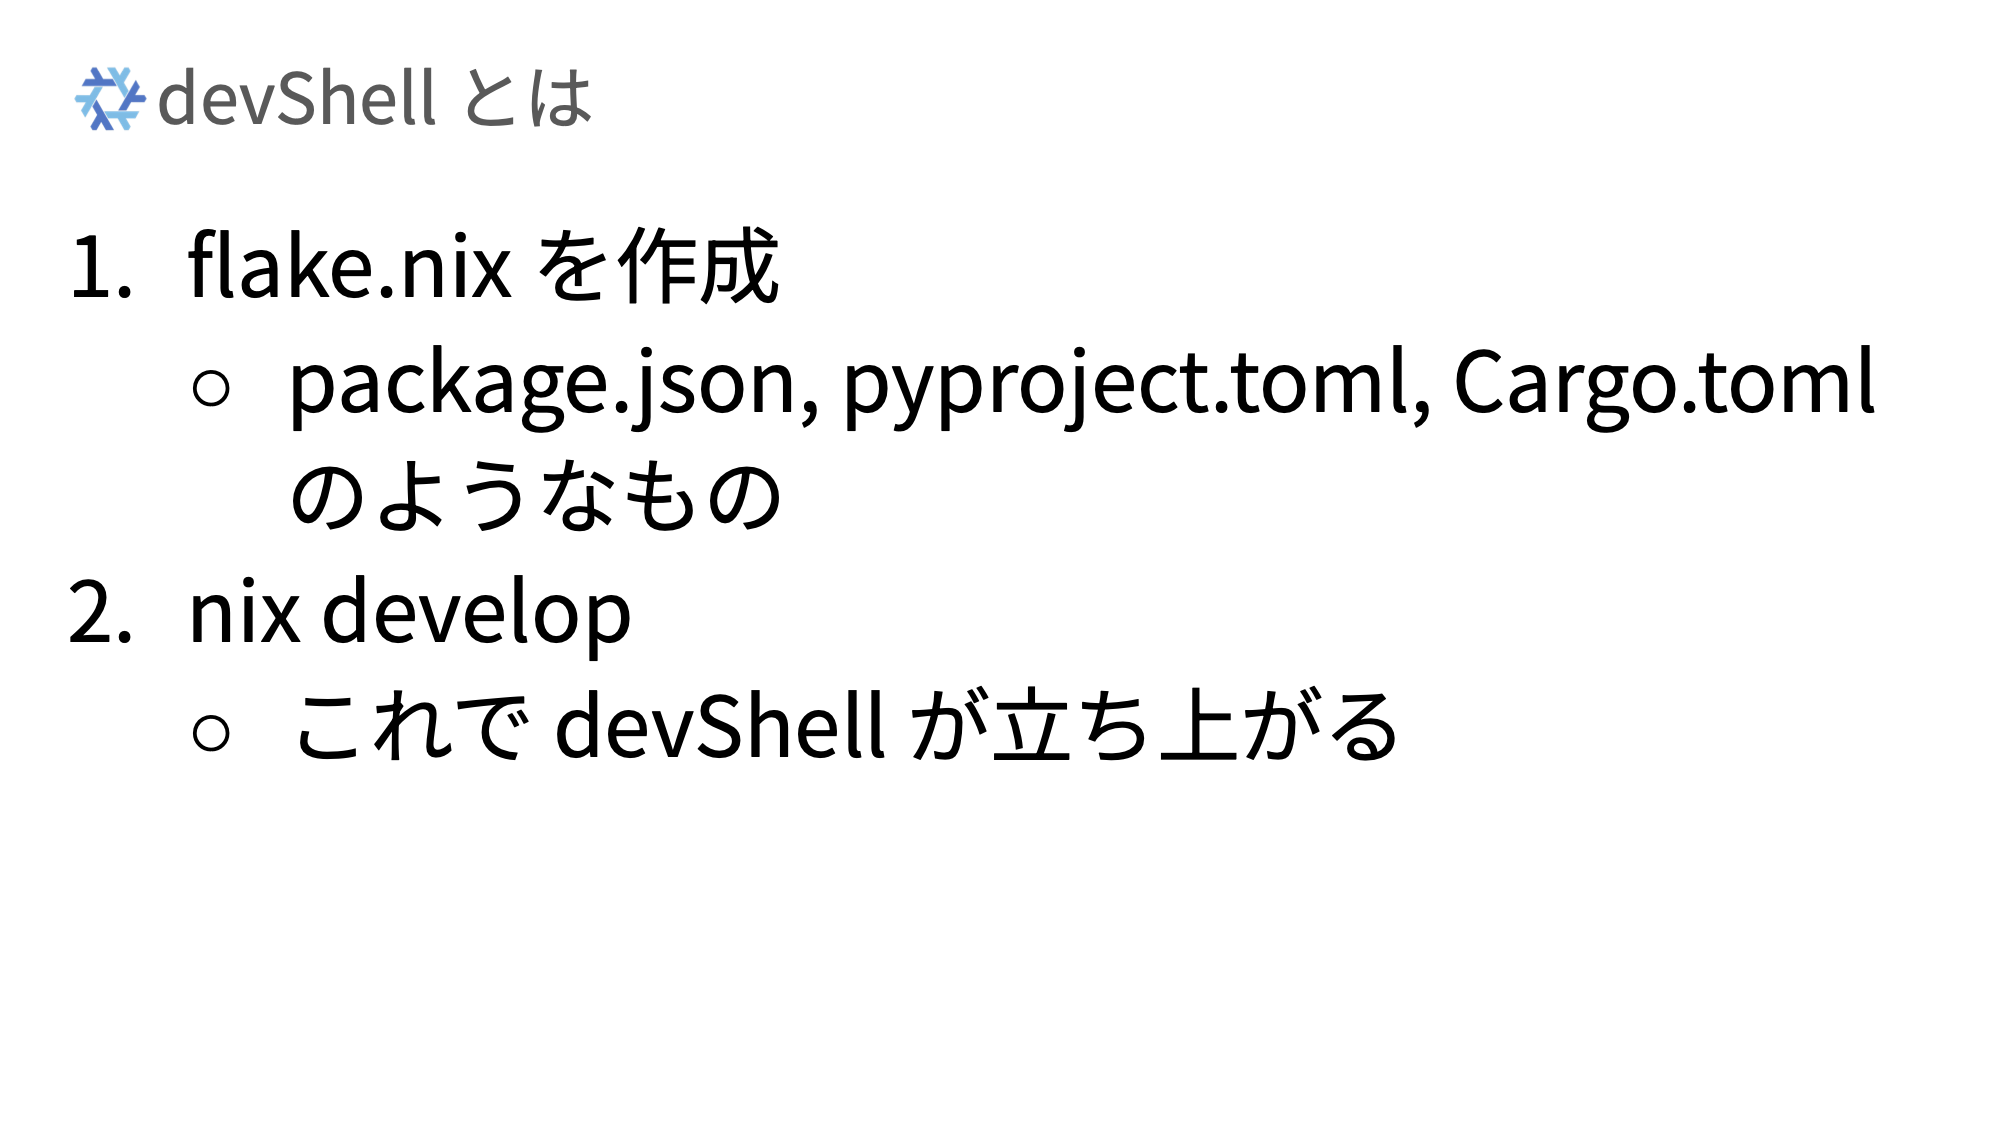 devShell とは
1. flake.nix を作成
○ package.json, pyproject.toml, Cargo.toml
のようなもの
2. nix develop
○ これで devShell が立ち上がる